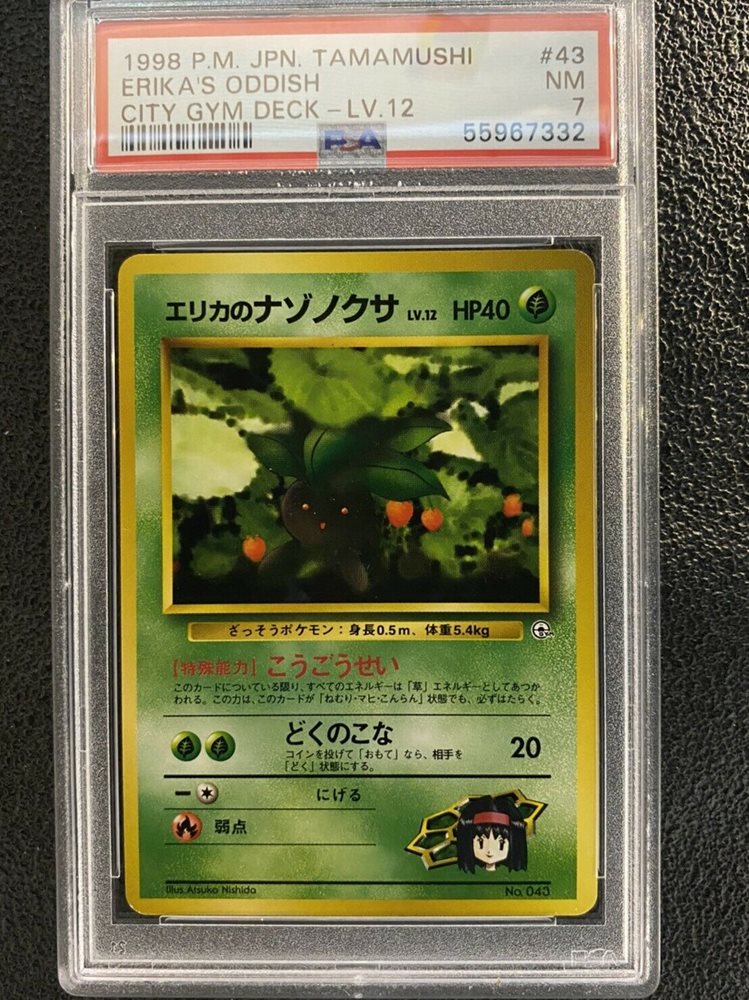 1998 P.M. JPN. TAMAMUSHI #43
ERIKA'S ODDISH NM
CITY GYM DECK-LV.12 7
PSA 55967332
エリカのナゾノクサ LV.12 HP40
ざっそうポケモン：身長0.5m、体重5.4kg
【特殊能力】こうごうせい
このカードについている限り、すべてのエネルギーは「草」エネルギーとしてあつか
われる。この力は、このカードが「ねむり・マヒ・こんらん」状態でも、必ずはたらく。
どくのこな 20
コインを投げて「おもて」なら、相手を
「どく」状態にする。
にげる
弱点
Illus. Atsuko Nishida No. 043